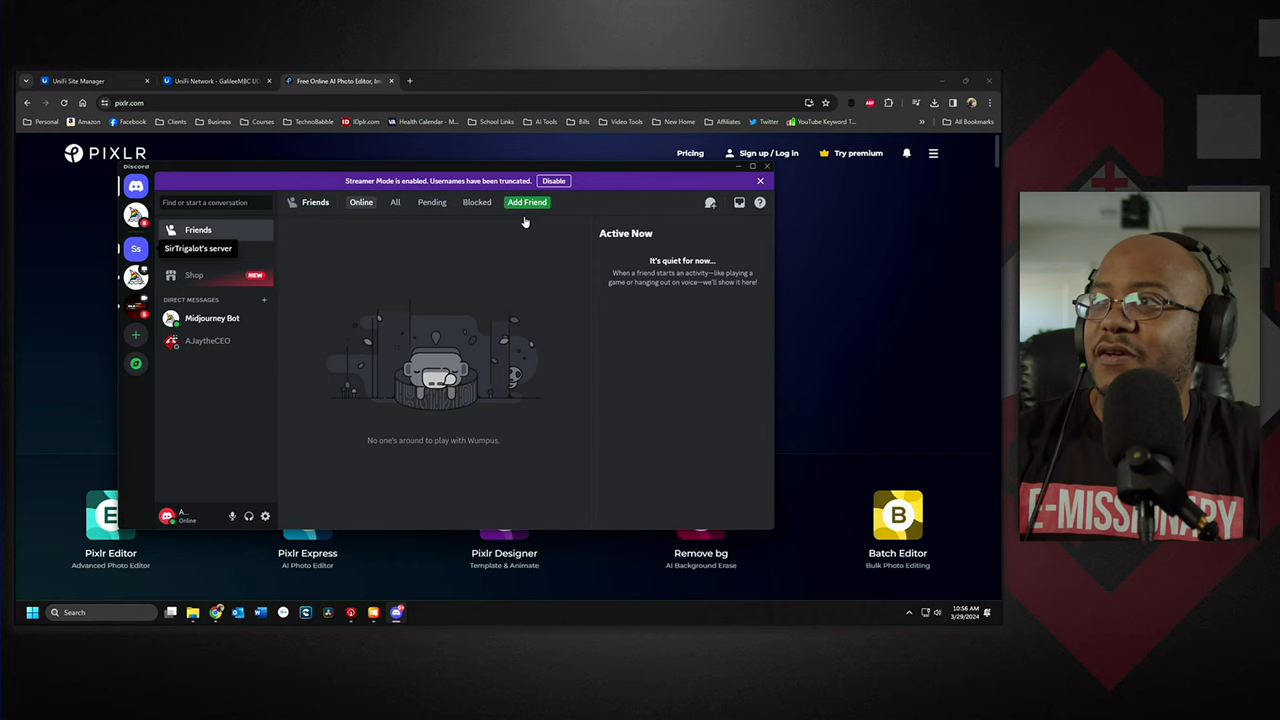 UniFi Site Manager
UniFi Network - GalileeMBC U
Free Online AI Photo Editor, Im
pixlr.com
Personal
Amazon
Facebook
Clients
Business
Courses
TechnoBabble
IDplr.com
Health Calendar - M...
School Links
AI Tools
Bills
Video Tools
New Home
Affiliates
Twitter
YouTube Keyword T...
All Bookmarks
PIXLR
Pricing
Sign up / Log in
Try premium
Discord
Streamer Mode is enabled. Usernames have been truncated.
Disable
Find or start a conversation
Friends
Online
All
Pending
Blocked
Add Friend
Friends
Ss
SirTrigalot's server
Shop
NEW
DIRECT MESSAGES
Midjourney Bot
AJaytheCEO
Active Now
It's quiet for now...
When a friend starts an activity—like playing a
game or hanging out on voice—we'll show it here!
No one's around to play with Wumpus.
A...
Online
E
B
Pixlr Editor
Advanced Photo Editor
Pixlr Express
AI Photo Editor
Pixlr Designer
Template & Animate
Remove bg
AI Background Erase
Batch Editor
Bulk Photo Editing
Search
10:56 AM
3/29/2024
E-MISSIONARY